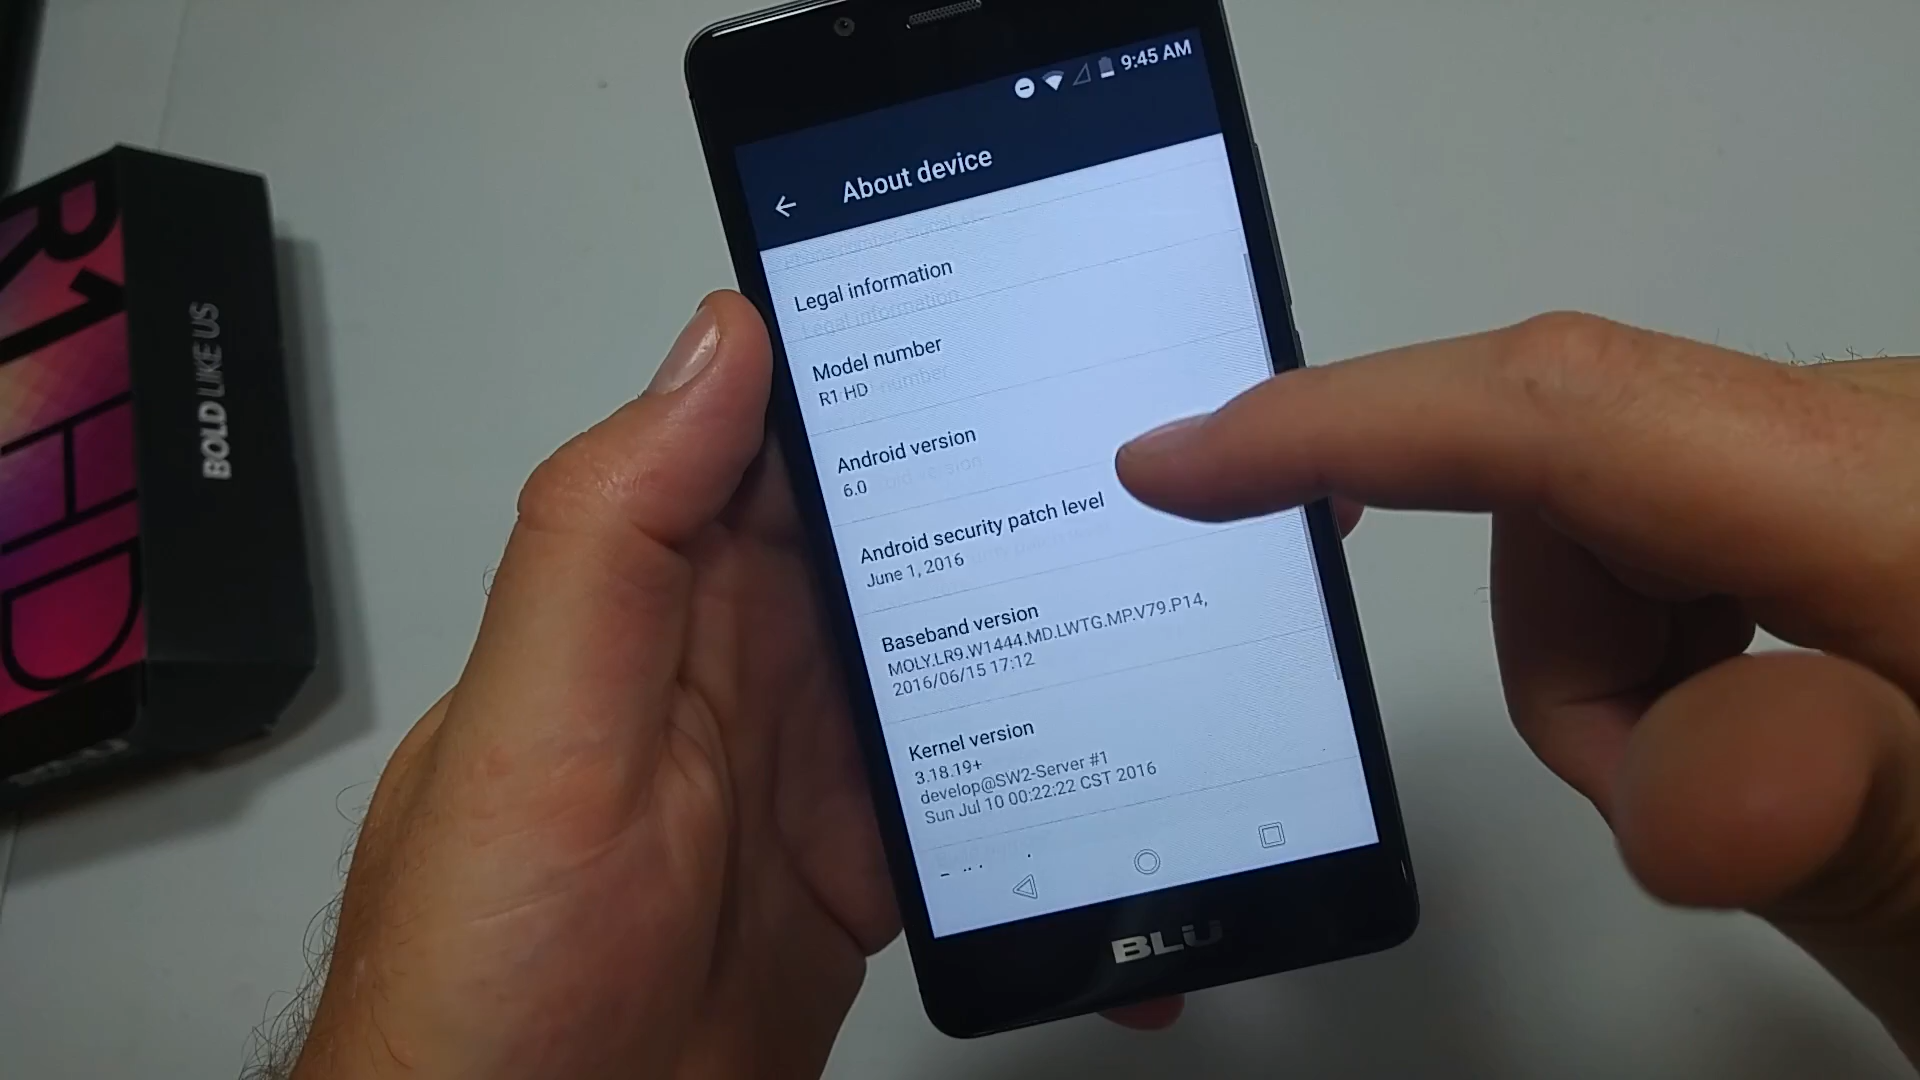 9:45 AM
About device
Legal information
Model number
R1 HD
Android version
6.0
Android security patch level
June 1, 2016
Baseband version
MOLY.LR9.W1444.MD.LWTG.MP.V79.P14,
2016/06/15 17:12
Kernel version
3.18.19+
develop@SW2-Server #1
Sun Jul 10 00:22:22 CST 2016
BLU
R1 HD
BOLD LIKE US